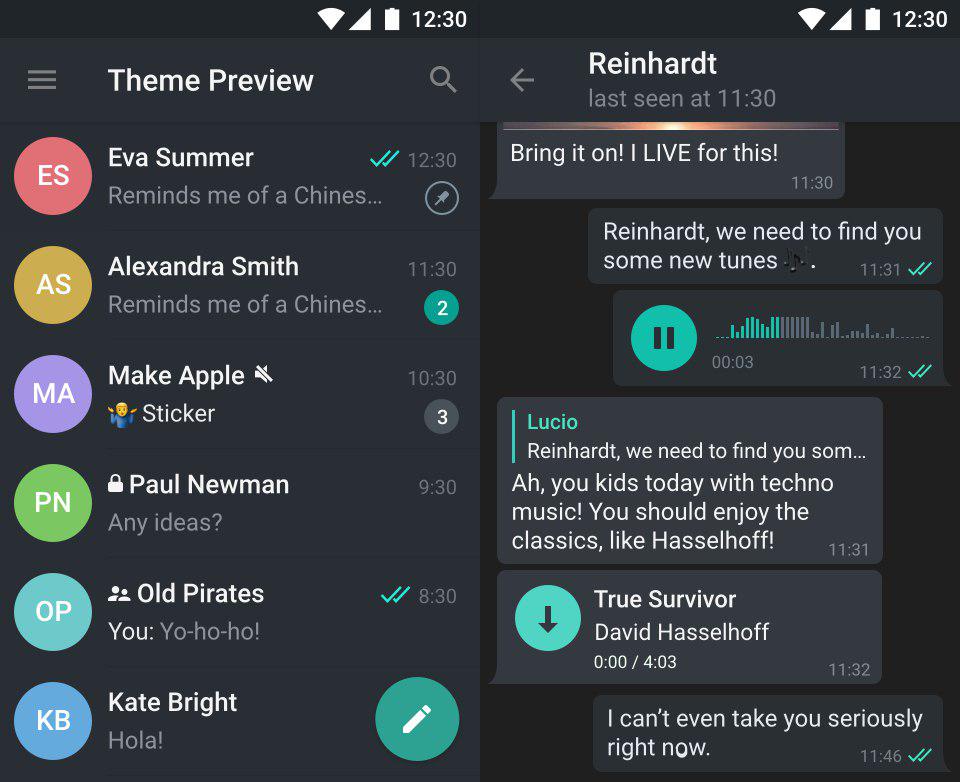 12:30
Theme Preview
ES
Eva Summer
12:30
Reminds me of a Chines...
AS
Alexandra Smith
11:30
Reminds me of a Chines...
2
MA
Make Apple
10:30
🤷‍♂️ Sticker
3
PN
Paul Newman
9:30
Any ideas?
OP
Old Pirates
8:30
You: Yo-ho-ho!
KB
Kate Bright
Hola!
12:30
Reinhardt
last seen at 11:30
Bring it on! I LIVE for this!
11:30
Reinhardt, we need to find you
some new tunes 🎶.
11:31
00:03
11:32
Lucio
Reinhardt, we need to find you som...
Ah, you kids today with techno
music! You should enjoy the
classics, like Hasselhoff!
11:31
True Survivor
David Hasselhoff
0:00 / 4:03
11:32
I can’t even take you seriously
right now.
11:46